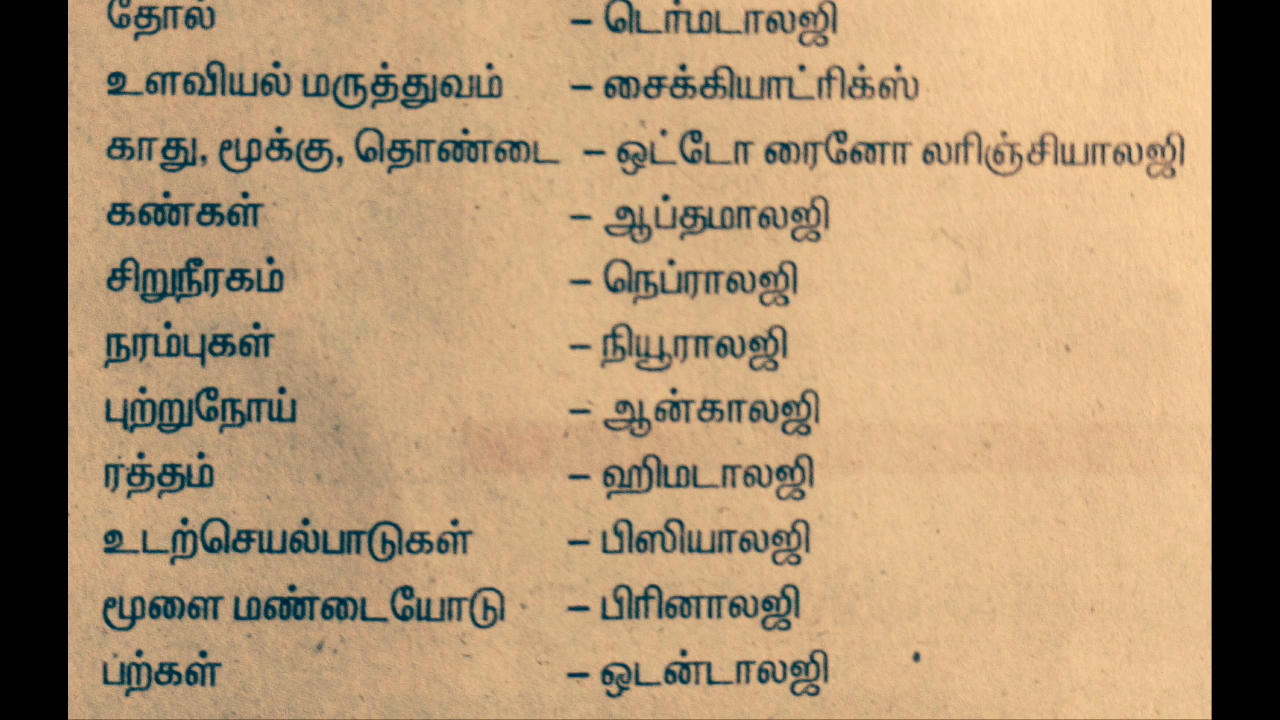 தோல் – டெர்மடாலஜி
உளவியல் மருத்துவம் – சைக்கியாட்ரிக்ஸ்
காது, மூக்கு, தொண்டை – ஒட்டோ ரைனோ லரிஞ்சியாலஜி
கண்கள் – ஆப்தமாலஜி
சிறுநீரகம் – நெப்ராலஜி
நரம்புகள் – நியூராலஜி
புற்றுநோய் – ஆன்காலஜி
ரத்தம் – ஹிமடாலஜி
உடற்செயல்பாடுகள் – பிஸியாலஜி
மூளை மண்டையோடு – பிரினாலஜி
பற்கள் – ஒடன்டாலஜி